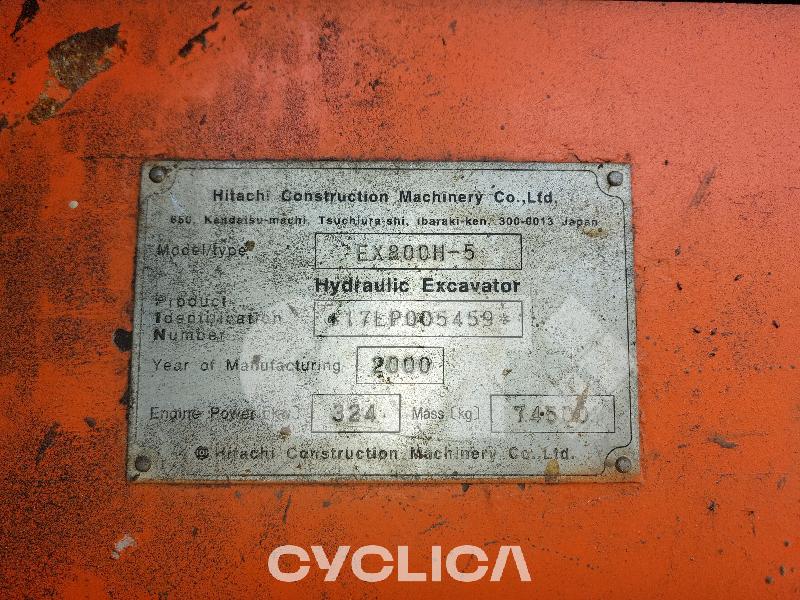 Hitachi Construction Machinery Co.,Ltd.
650, Kandatsu-machi, Tsuchiura-shi, Ibaraki-ken, 300-0013 Japan
Model/type EX800H-5
Hydraulic Excavator
Product
Identification *17LP005459*
Number
Year of Manufacturing 2000
Engine Power [kW] 324 Mass [kg] 74500
Hitachi Construction Machinery Co.,Ltd.
CYCLICA